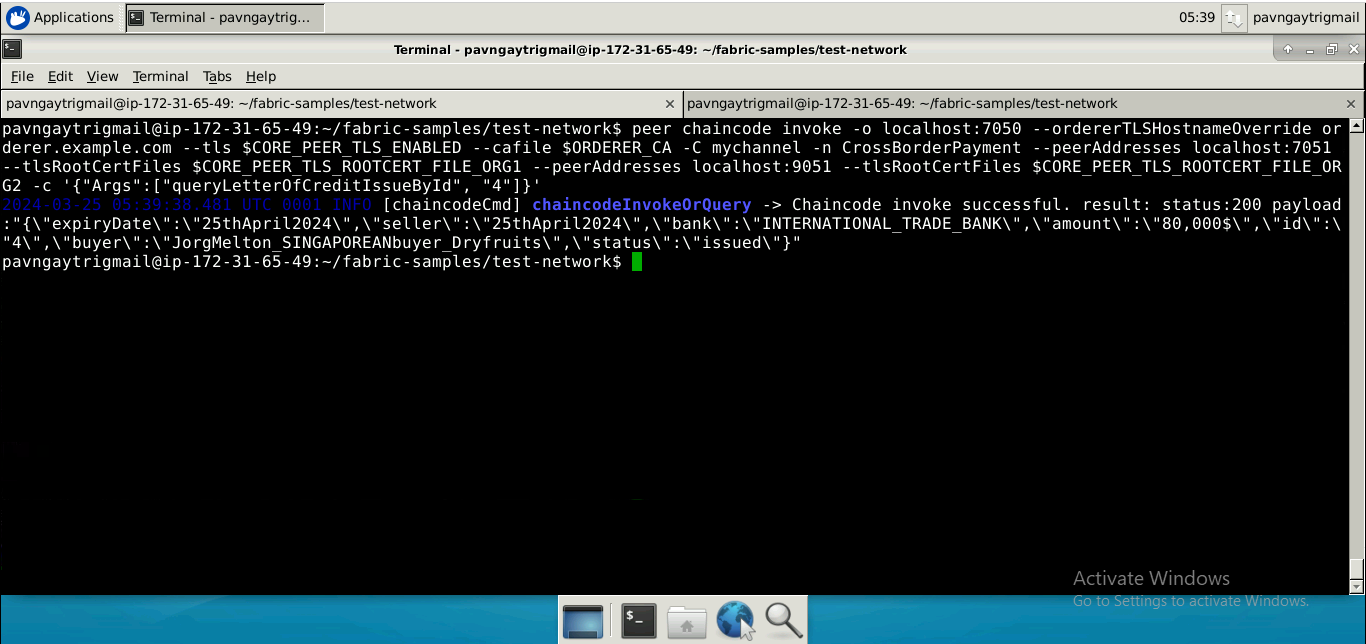 Applications
Terminal - pavngaytrig...
05:39
pavngaytrigmail
Terminal - pavngaytrigmail@ip-172-31-65-49: ~/fabric-samples/test-network
File Edit View Terminal Tabs Help
pavngaytrigmail@ip-172-31-65-49: ~/fabric-samples/test-network
pavngaytrigmail@ip-172-31-65-49: ~/fabric-samples/test-network
pavngaytrigmail@ip-172-31-65-49:~/fabric-samples/test-network$ peer chaincode invoke -o localhost:7050 --ordererTLSHostnameOverride or
derer.example.com --tls $CORE_PEER_TLS_ENABLED --cafile $ORDERER_CA -C mychannel -n CrossBorderPayment --peerAddresses localhost:7051
--tlsRootCertFiles $CORE_PEER_TLS_ROOTCERT_FILE_ORG1 --peerAddresses localhost:9051 --tlsRootCertFiles $CORE_PEER_TLS_ROOTCERT_FILE_OR
G2 -c '{"Args":["queryLetterOfCreditIssueById", "4"]}'
2024-03-25 05:39:38.481 UTC 0001 INFO [chaincodeCmd] chaincodeInvokeOrQuery -> Chaincode invoke successful. result: status:200 payload
:"{\"expiryDate\":\"25thApril2024\",\"seller\":\"25thApril2024\",\"bank\":\"INTERNATIONAL_TRADE_BANK\",\"amount\":\"80,000$\",\"id\":\
"4\",\"buyer\":\"JorgMelton_SINGAPOREANbuyer_Dryfruits\",\"status\":\"issued\"}"
pavngaytrigmail@ip-172-31-65-49:~/fabric-samples/test-network$
Activate Windows
Go to Settings to activate Windows.